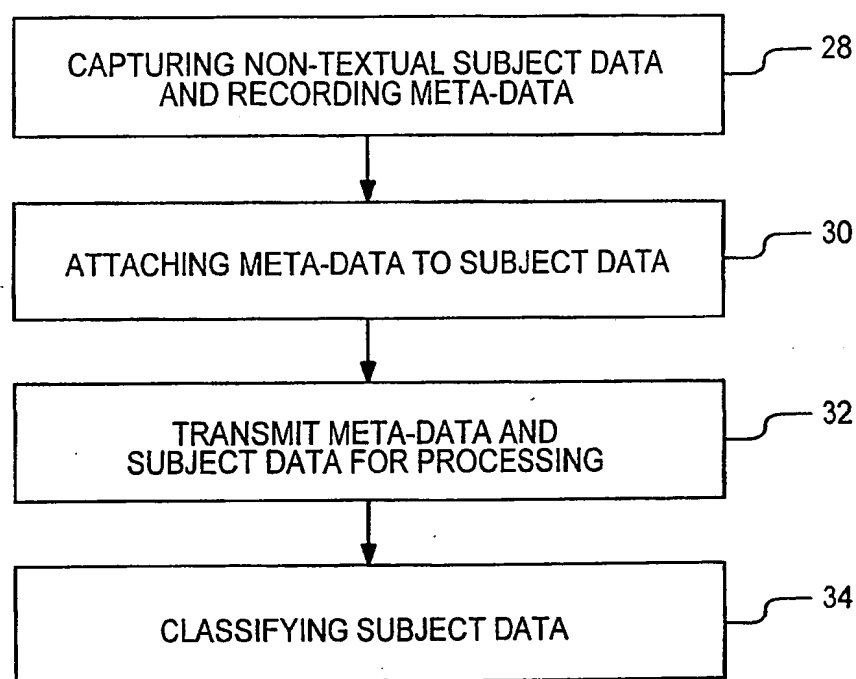 CAPTURING NON-TEXTUAL SUBJECT DATA
AND RECORDING META-DATA
28
ATTACHING META-DATA TO SUBJECT DATA
30
TRANSMIT META-DATA AND
SUBJECT DATA FOR PROCESSING
32
CLASSIFYING SUBJECT DATA
34